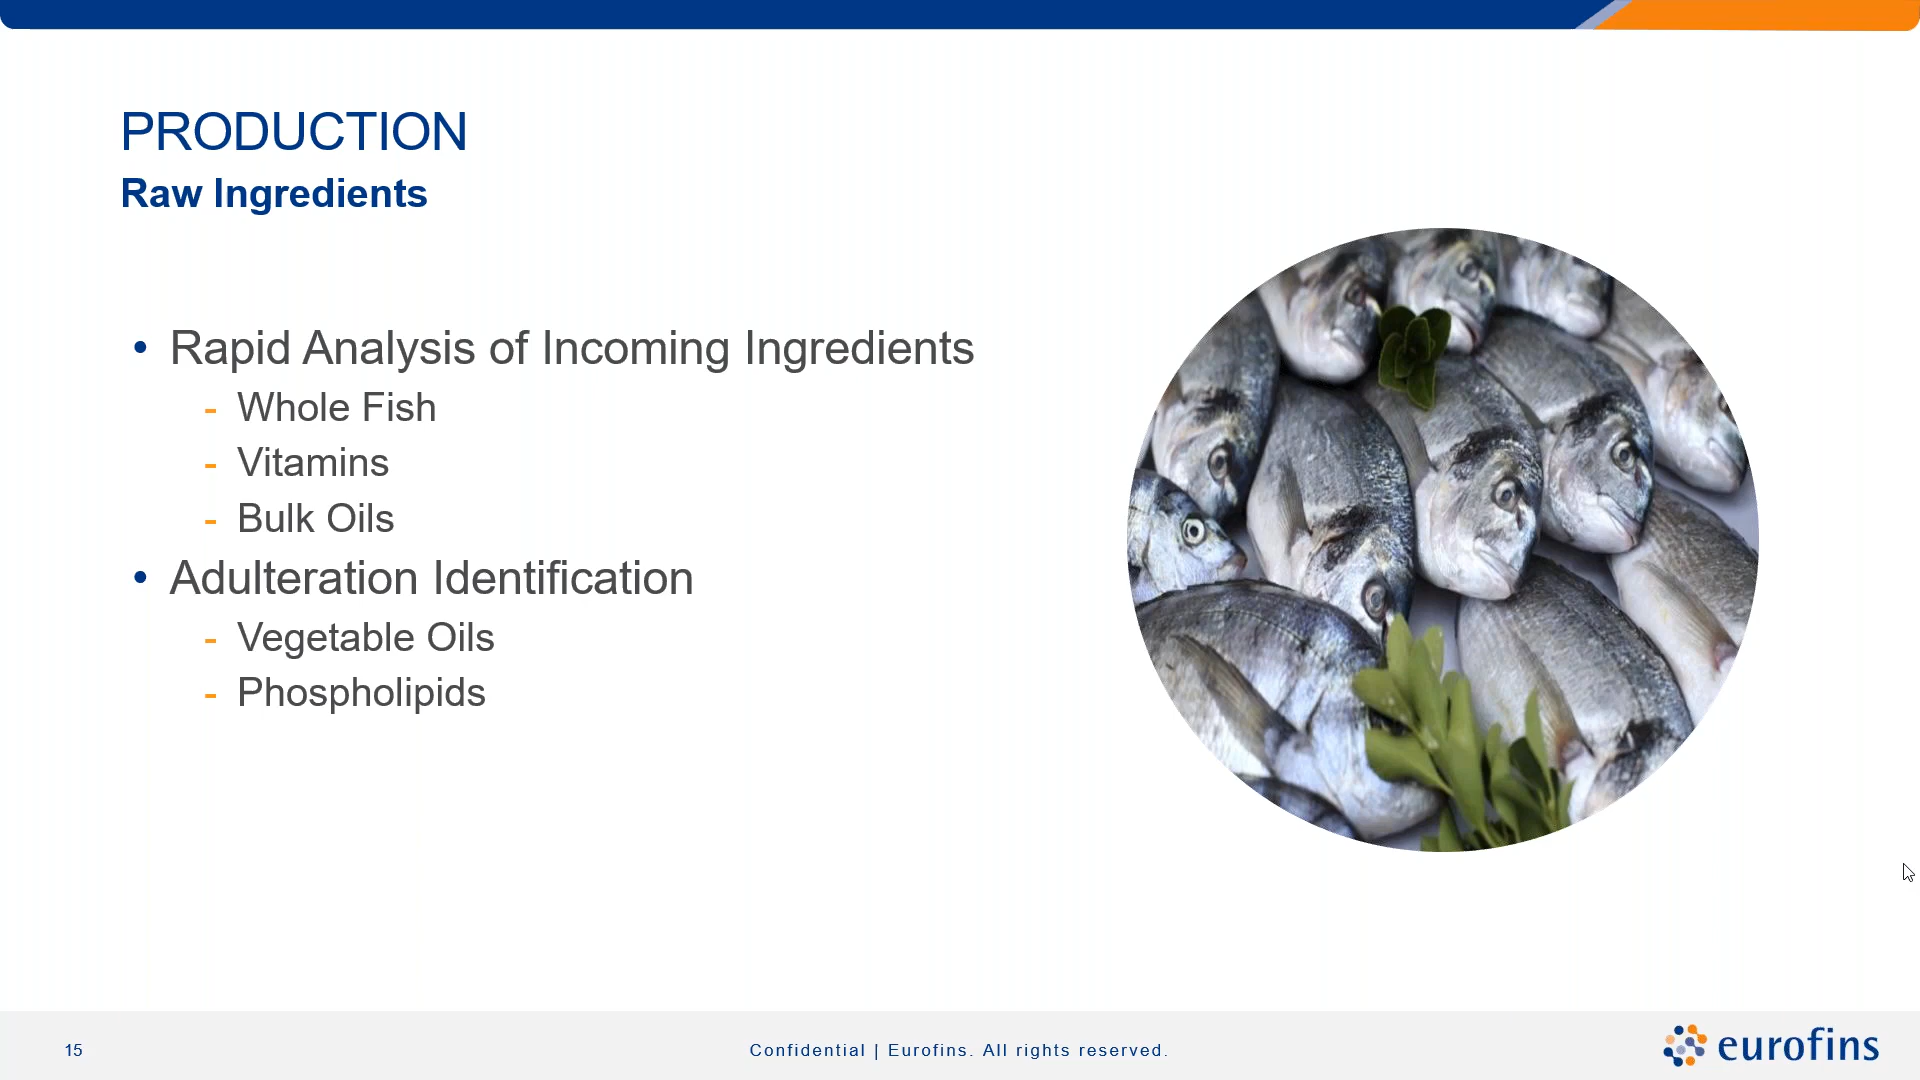 PRODUCTION
Raw Ingredients
• Rapid Analysis of Incoming Ingredients
- Whole Fish
- Vitamins
- Bulk Oils
• Adulteration Identification
- Vegetable Oils
- Phospholipids
15
Confidential | Eurofins. All rights reserved.
eurofins